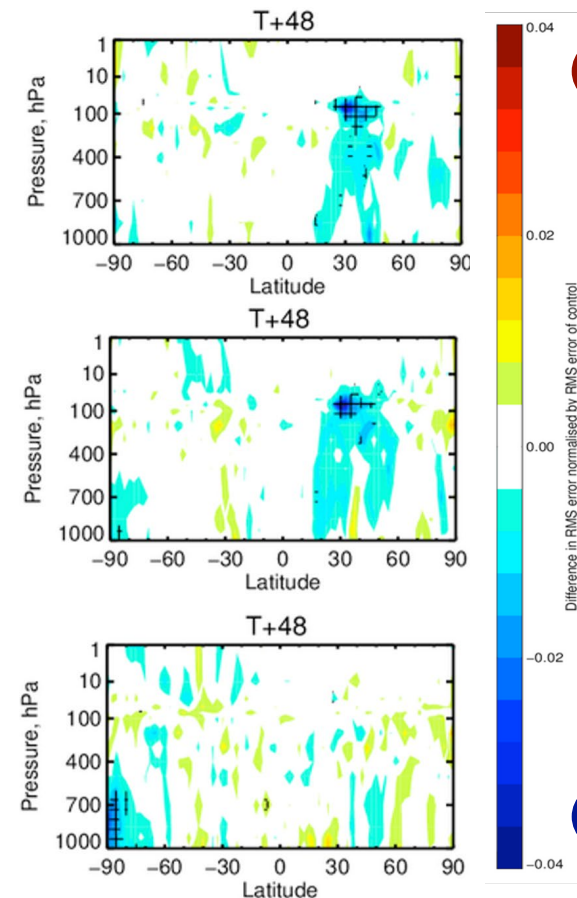 T+48
1
10
100
400
700
1000
Pressure, hPa
−90 −60 −30 0 30 60 90
Latitude
T+48
1
10
100
400
700
1000
Pressure, hPa
−90 −60 −30 0 30 60 90
Latitude
T+48
1
10
100
400
700
1000
Pressure, hPa
−90 −60 −30 0 30 60 90
Latitude
0.04
0.02
0.00
−0.02
−0.04
Difference in RMS error normalised by RMS error of control